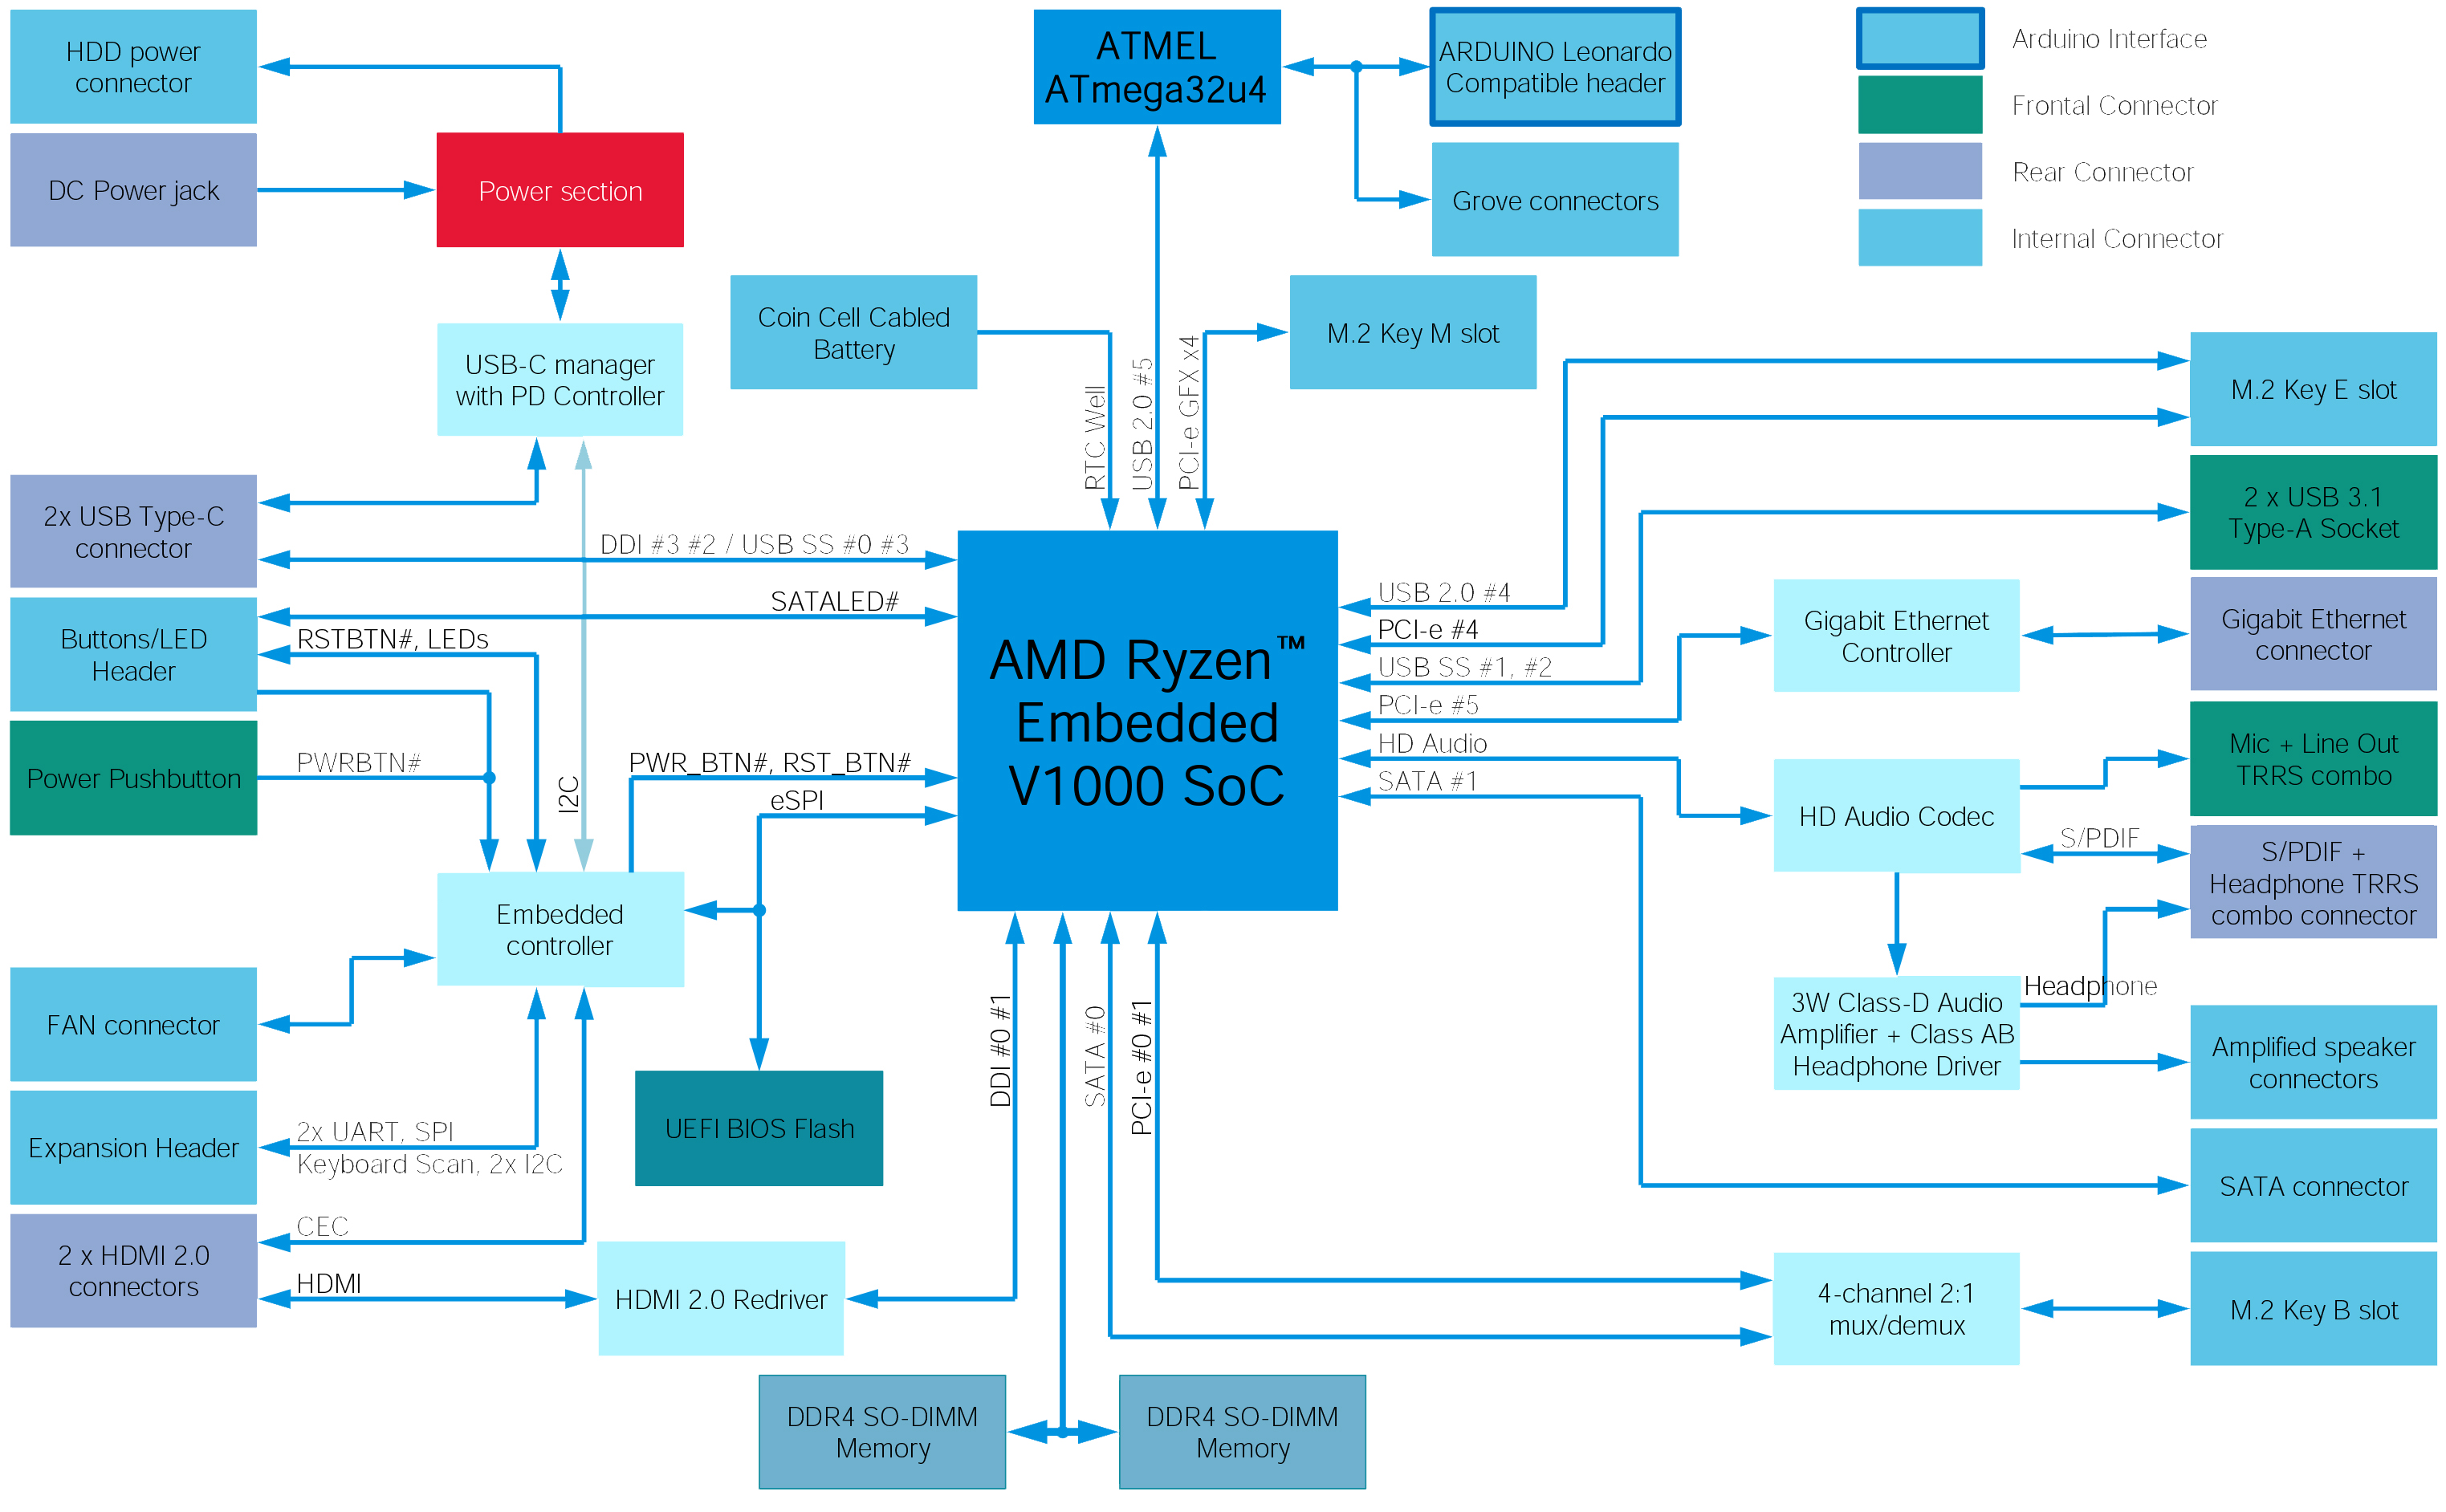 HDD power
connector
DC Power jack
Power section
ATMEL
ATmega32u4
ARDUINO Leonardo
Compatible header
Grove connectors
Arduino Interface
Frontal Connector
Rear Connector
Internal Connector
USB-C manager
with PD Controller
Coin Cell Cabled
Battery
M.2 Key M slot
RTC Well
USB 2.0 #5
PCI-e GFX x4
2x USB Type-C
connector
DDI #3 #2 / USB SS #0 #3
SATALED#
Buttons/LED
Header
RSTBTN#, LEDs
Power Pushbutton
PWRBTN#
I2C
PWR_BTN#, RST_BTN#
eSPI
AMD Ryzen™
Embedded
V1000 SoC
USB 2.0 #4
PCI-e #4
USB SS #1, #2
PCI-e #5
HD Audio
SATA #1
M.2 Key E slot
2 x USB 3.1
Type-A Socket
Gigabit Ethernet
Controller
Gigabit Ethernet
connector
Mic + Line Out
TRRS combo
HD Audio Codec
S/PDIF
S/PDIF +
Headphone TRRS
combo connector
Embedded
controller
FAN connector
Expansion Header
2x UART, SPI
Keyboard Scan, 2x I2C
UEFI BIOS Flash
DDI #0 #1
SATA #0
PCI-e #0 #1
3W Class-D Audio
Amplifier + Class AB
Headphone Driver
Headphone
Amplified speaker
connectors
SATA connector
2 x HDMI 2.0
connectors
CEC
HDMI
HDMI 2.0 Redriver
4-channel 2:1
mux/demux
M.2 Key B slot
DDR4 SO-DIMM
Memory
DDR4 SO-DIMM
Memory